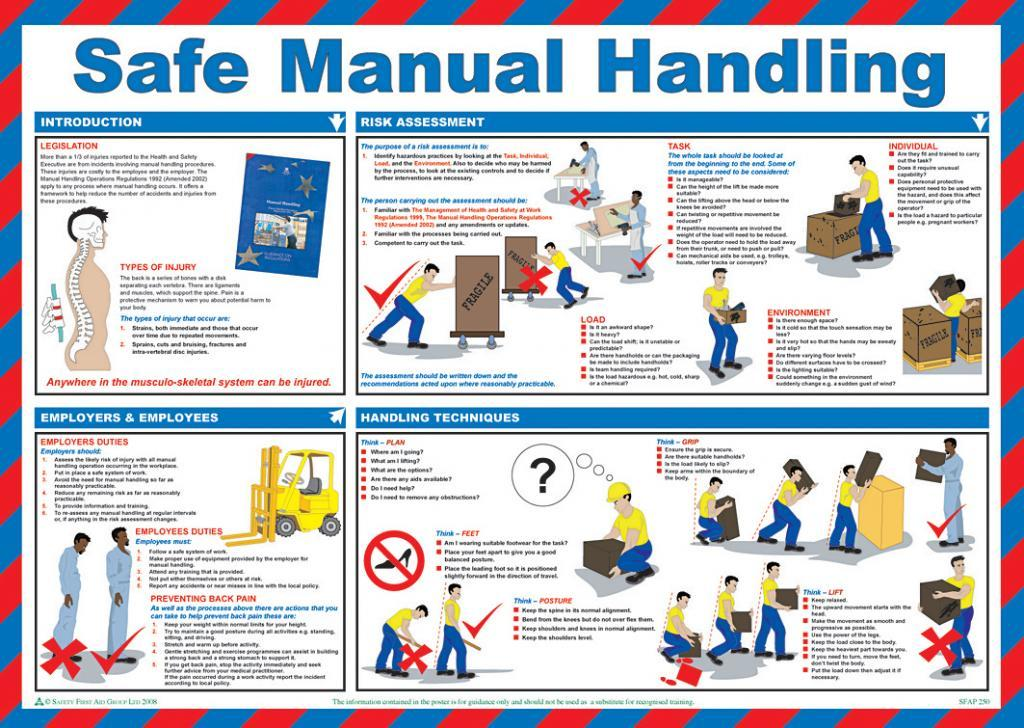 Safe Manual Handling
INTRODUCTION
LEGISLATION
More than a 1/3 of injuries reported to the Health and Safety
Executive are from incidents involving manual handling procedures.
These injuries are costly to the employee and the employer. The
Manual Handling Operations Regulations 1992 (Amended 2002)
apply to any process where manual handling occurs. It offers a
framework to help reduce the number of accidents and injuries from
these procedures.
Manual Handling
TYPES OF INJURY
The back is a series of bones with a disk
separating each vertebra. There are ligaments
and muscles, which support the spine. Pain is a
protective mechanism to warn you about potential harm to
your body.
The types of injury that occur are:
1. Strains, both immediate and those that occur
over time due to repeated movements.
2. Sprains, cuts and bruising, fractures and
intra-vertebral disc injuries.
Anywhere in the musculo-skeletal system can be injured.
RISK ASSESSMENT
The purpose of a risk assessment is to:
1. Identify hazardous practices by looking at the Task, Individual,
Load, and the Environment. Also to decide who may be harmed
by the process, to look at the existing controls and to decide if
further interventions are necessary.
The person carrying out the assessment should be:
1. Familiar with The Management of Health and Safety at Work
Regulations 1999, The Manual Handling Operations Regulations
1992 (Amended 2002) and any amendments or updates.
2. Familiar with the processes being carried out.
3. Competent to carry out the task.
FRAGILE
FRAGILE
The assessment should be written down and the
recommendations acted upon where reasonably practicable.
TASK
The whole task should be looked at
from the beginning to the end. Some of
these aspects need to be considered:
Is it manageable?
Can the height of the lift be made more
suitable?
Can the lifting above the head or below the
knees be avoided?
Can twisting or repetitive movement be
reduced?
If repetitive movements are involved the
weight of the load will need to be reduced.
Does the operator need to hold the load away
from their trunk, or need to push or pull?
Can mechanical aids be used, e.g. trolleys,
hoists, roller tracks or conveyers?
FRAGI
INDIVIDUAL
Are they fit and trained to carry
out the task?
Does it require unusual
capability?
Does personal protective
equipment need to be used with
the hazard, and does this affect
the movement or grip of the
operator?
Is the load a hazard to particular
people e.g. pregnant workers?
LOAD
Is it an awkward shape?
Is it heavy?
Can the load shift; is it unstable or
predictable?
Are there handholds or can the packaging
be made to include handholds?
Is team handling required?
Is the load hazardous e.g. hot, cold, sharp
or a chemical?
ENVIRONMENT
Is there enough space?
Is it cold so that the touch sensation may be
less?
Is it very hot so that the hands may be sweaty
and slip?
Are there varying floor levels?
Do different surfaces have to be crossed?
Is the lighting suitable?
Could something in the environment
suddenly change e.g. a sudden gust of wind?
FRAGILE
EMPLOYERS & EMPLOYEES
EMPLOYERS DUTIES
Employers should:
1. Assess the likely risk of injury with all manual
handling operation occurring in the workplace.
2. Put in place a safe system of work.
3. Avoid the need for manual handling so far as
reasonably practicable.
4. Reduce any remaining risk as far as reasonably
practicable.
5. To provide information and training.
6. To re-assess any manual handling at regular intervals
or, if anything in the risk assessment changes.
EMPLOYEES DUTIES
Employees must:
1. Follow a safe system of work.
2. Make proper use of equipment provided by the employer for
manual handling.
3. Attend any training that is provided.
4. Not put either themselves or others at risk.
5. Report any accidents or near misses in line with the local policy.
PREVENTING BACK PAIN
As well as the processes above there are actions that you
can take to help prevent back pain these are:
1. Keep your weight within normal limits for your height.
2. Try to maintain a good posture during all activities e.g. standing,
sitting, and driving.
3. Stretch and warm up before activity.
4. Gentle stretching and exercise programmes can assist in building
a strong back and a strong stomach to support it.
5. If you get back pain, stop the activity immediately and seek
further advice from your medical practitioner.
If the pain occurred during a work activity report the incident
according to local policy.
HANDLING TECHNIQUES
Think – PLAN
Where am I going?
What am I lifting?
What are the options?
Are there any aids available?
Do I need help?
Do I need to remove any obstructions?
?
Think – GRIP
Ensure the grip is secure.
Are there suitable handholds?
Is the load likely to slip?
Keep arms within the boundary of
the body.
Think – FEET
Am I wearing suitable footwear for the task?
Place your feet apart to give you a good
balanced posture.
Place the leading foot so it is positioned
slightly forward in the direction of travel.
Think – POSTURE
Keep the spine in its normal alignment.
Bend from the knees but do not over flex them.
Keep shoulders and knees in normal alignment.
Keep the shoulders level.
Think – LIFT
Keep relaxed.
The upward movement starts with the
head.
Make the movement as smooth and
progressive as possible.
Use the power of the legs.
Keep the load close to the body.
Keep the heaviest part towards you.
If you need to turn, move the feet,
don't twist the body.
Put the load down then adjust it if
necessary.
© SAFETY FIRST AID GROUP LTD 2008
The information contained in the poster is for guidance only and should not be used as a substitute for recognised training.
SFAP 250